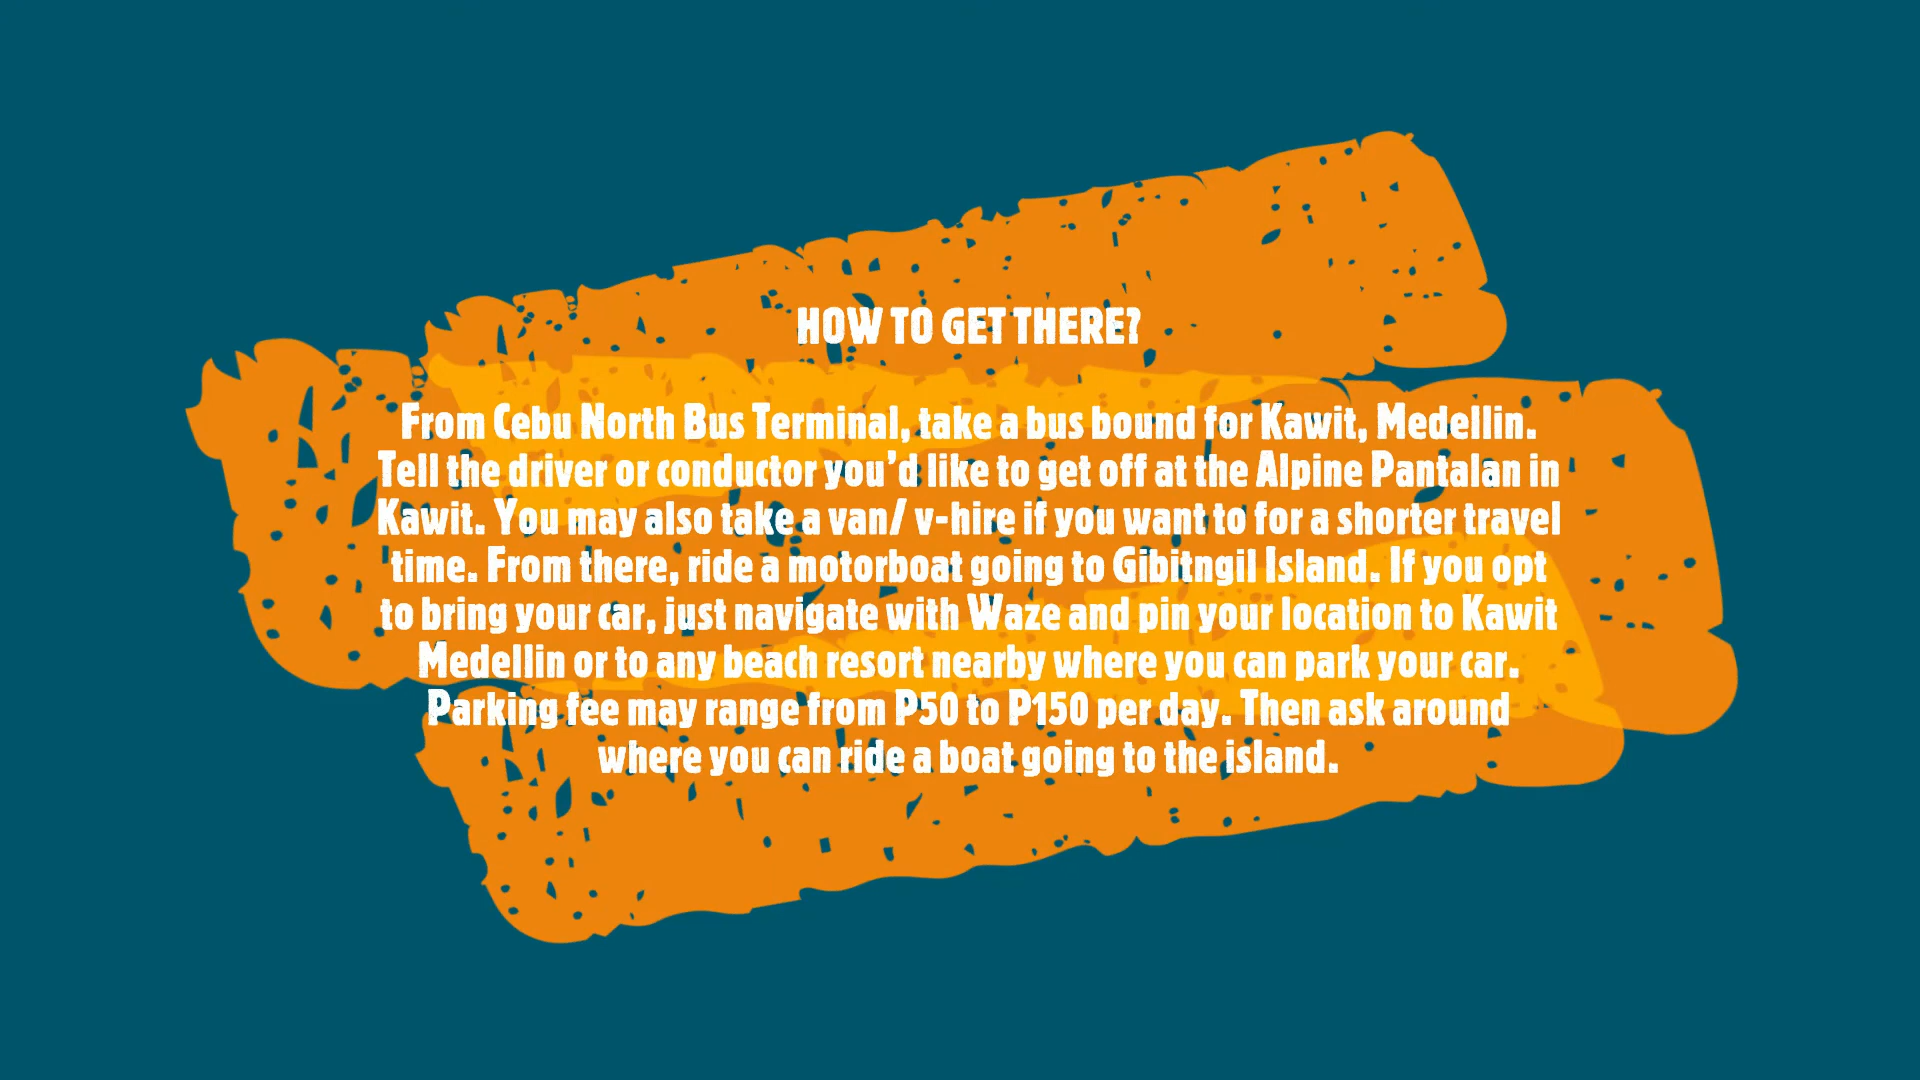 HOW TO GET THERE?
From Cebu North Bus Terminal, take a bus bound for Kawit, Medellin.
Tell the driver or conductor you'd like to get off at the Alpine Pantalan in
Kawit. You may also take a van/ v-hire if you want to for a shorter travel
time. From there, ride a motorboat going to Gibitngil Island. If you opt
to bring your car, just navigate with Waze and pin your location to Kawit
Medellin or to any beach resort nearby where you can park your car.
Parking fee may range from P50 to P150 per day. Then ask around
where you can ride a boat going to the island.